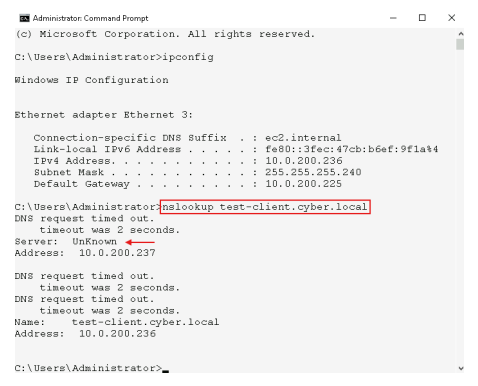 Administrator: Command Prompt
(c) Microsoft Corporation. All rights reserved.
C:\Users\Administrator>ipconfig
Windows IP Configuration
Ethernet adapter Ethernet 3:
Connection-specific DNS Suffix  . : ec2.internal
Link-local IPv6 Address . . . . . : fe80::3fec:47cb:b6ef:9f1a%4
IPv4 Address. . . . . . . . . . . : 10.0.200.236
Subnet Mask . . . . . . . . . . . : 255.255.255.240
Default Gateway . . . . . . . . . : 10.0.200.225
C:\Users\Administrator>nslookup test-client.cyber.local
DNS request timed out.
timeout was 2 seconds.
Server:  UnKnown
Address:  10.0.200.237
DNS request timed out.
timeout was 2 seconds.
DNS request timed out.
timeout was 2 seconds.
Name:    test-client.cyber.local
Address:  10.0.200.236
C:\Users\Administrator>